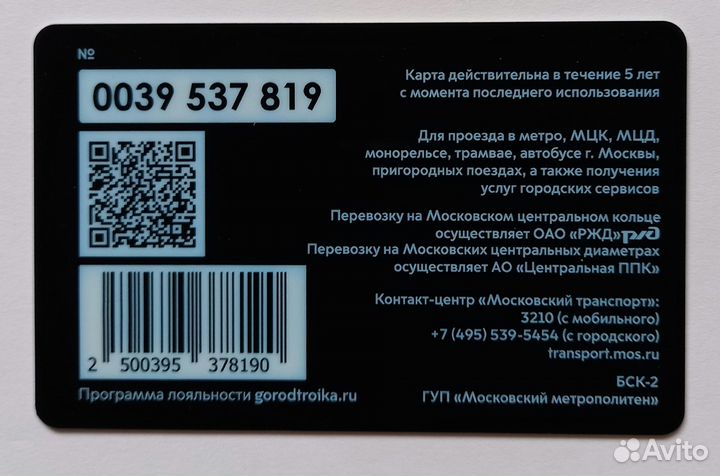 №
0039 537 819
Карта действительна в течение 5 лет
с момента последнего использования
Для проезда в метро, МЦК, МЦД,
монорельсе, трамвае, автобусе г. Москвы,
пригородных поездах, а также получения
услуг городских сервисов
Перевозку на Московском центральном кольце
осуществляет ОАО «РЖД» РЖД
Перевозку на Московских центральных диаметрах
осуществляет АО «Центральная ППК»
Контакт-центр «Московский транспорт»:
3210 (с мобильного)
+7 (495) 539-5454 (с городского)
transport.mos.ru
2 500395 378190
БСК-2
Программа лояльности gorodtroika.ru
ГУП «Московский метрополитен»
Avito